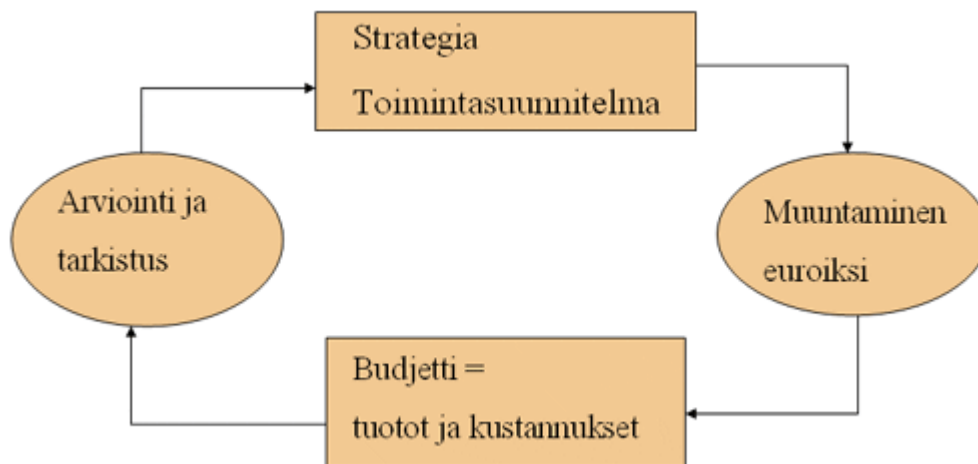 Strategia
Toimintasuunnitelma
Muuntaminen
euroiksi
Budjetti =
tuotot ja kustannukset
Arviointi ja
tarkistus